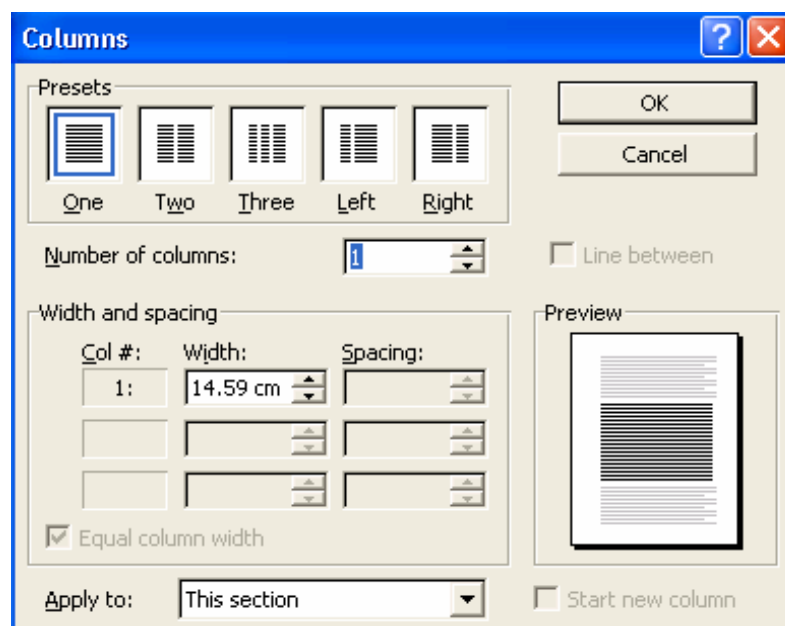 Columns
Presets
One Two Three Left Right
OK
Cancel
Number of columns: 1
Line between
Width and spacing
Col #: Width: Spacing:
1: 14.59 cm
Equal column width
Preview
Apply to: This section
Start new column